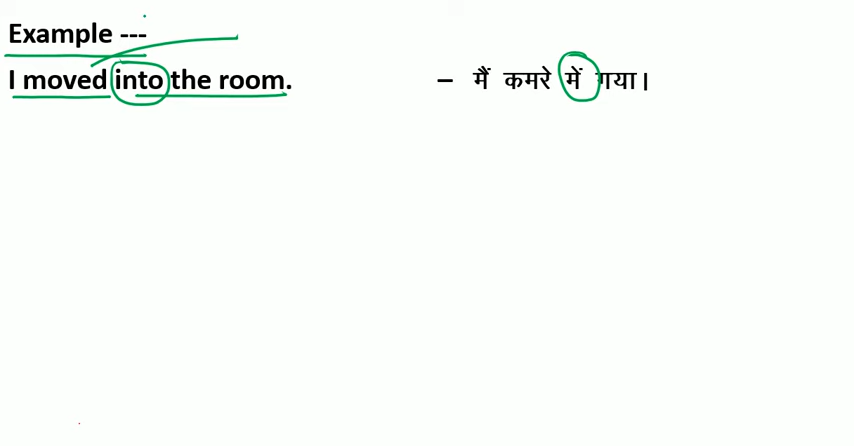 Example ---
I moved into the room. – मैं कमरे में गया।